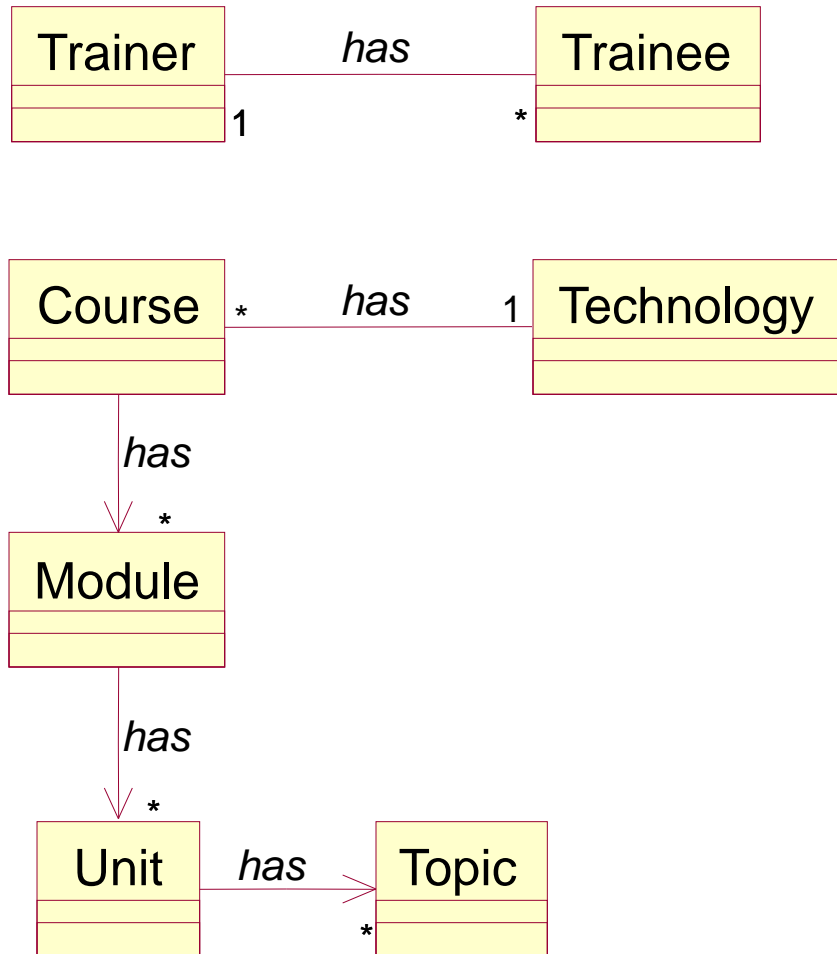 Trainer has Trainee
1 *
Course * has 1 Technology
has
*
Module
has
*
Unit has Topic
*